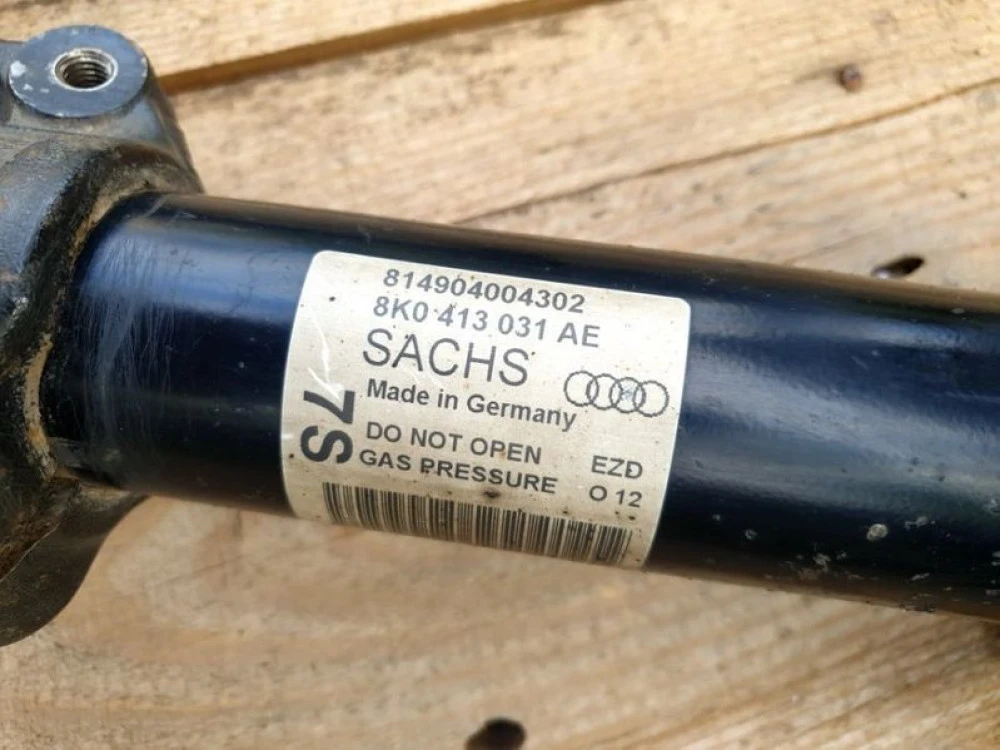 814904004302
8K0 413 031 AE
SACHS
Made in Germany
DO NOT OPEN EZD
GAS PRESSURE O 12
7S